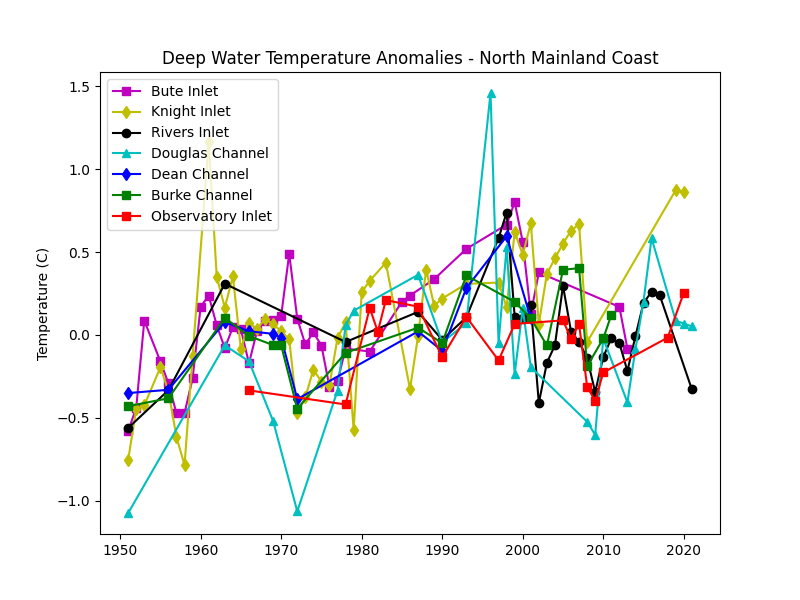 Deep Water Temperature Anomalies - North Mainland Coast
Bute Inlet
Knight Inlet
Rivers Inlet
Douglas Channel
Dean Channel
Burke Channel
Observatory Inlet
Temperature (C)
1.5
1.0
0.5
0.0
−0.5
−1.0
1950 1960 1970 1980 1990 2000 2010 2020